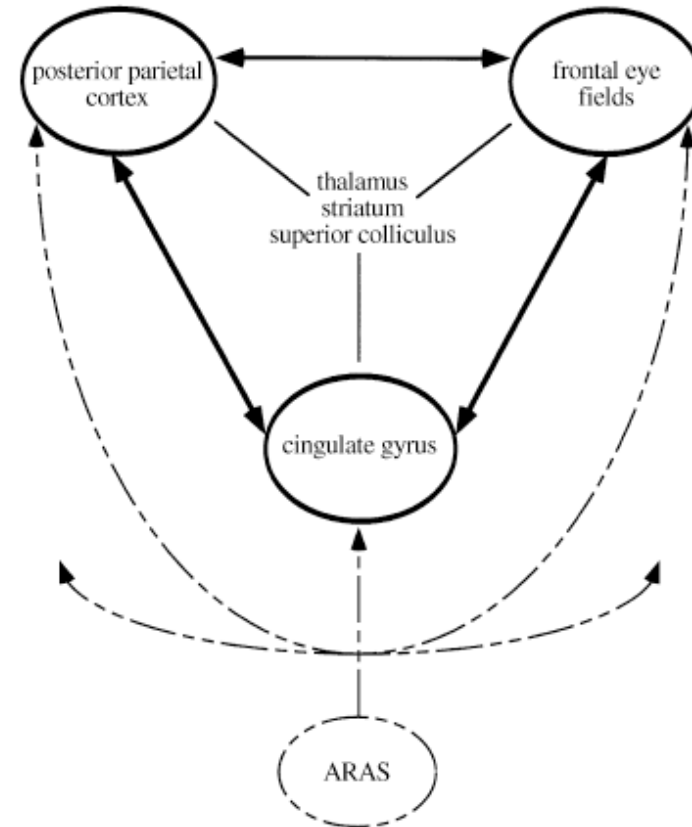 posterior parietal
cortex
frontal eye
fields
thalamus
striatum
superior colliculus
cingulate gyrus
ARAS